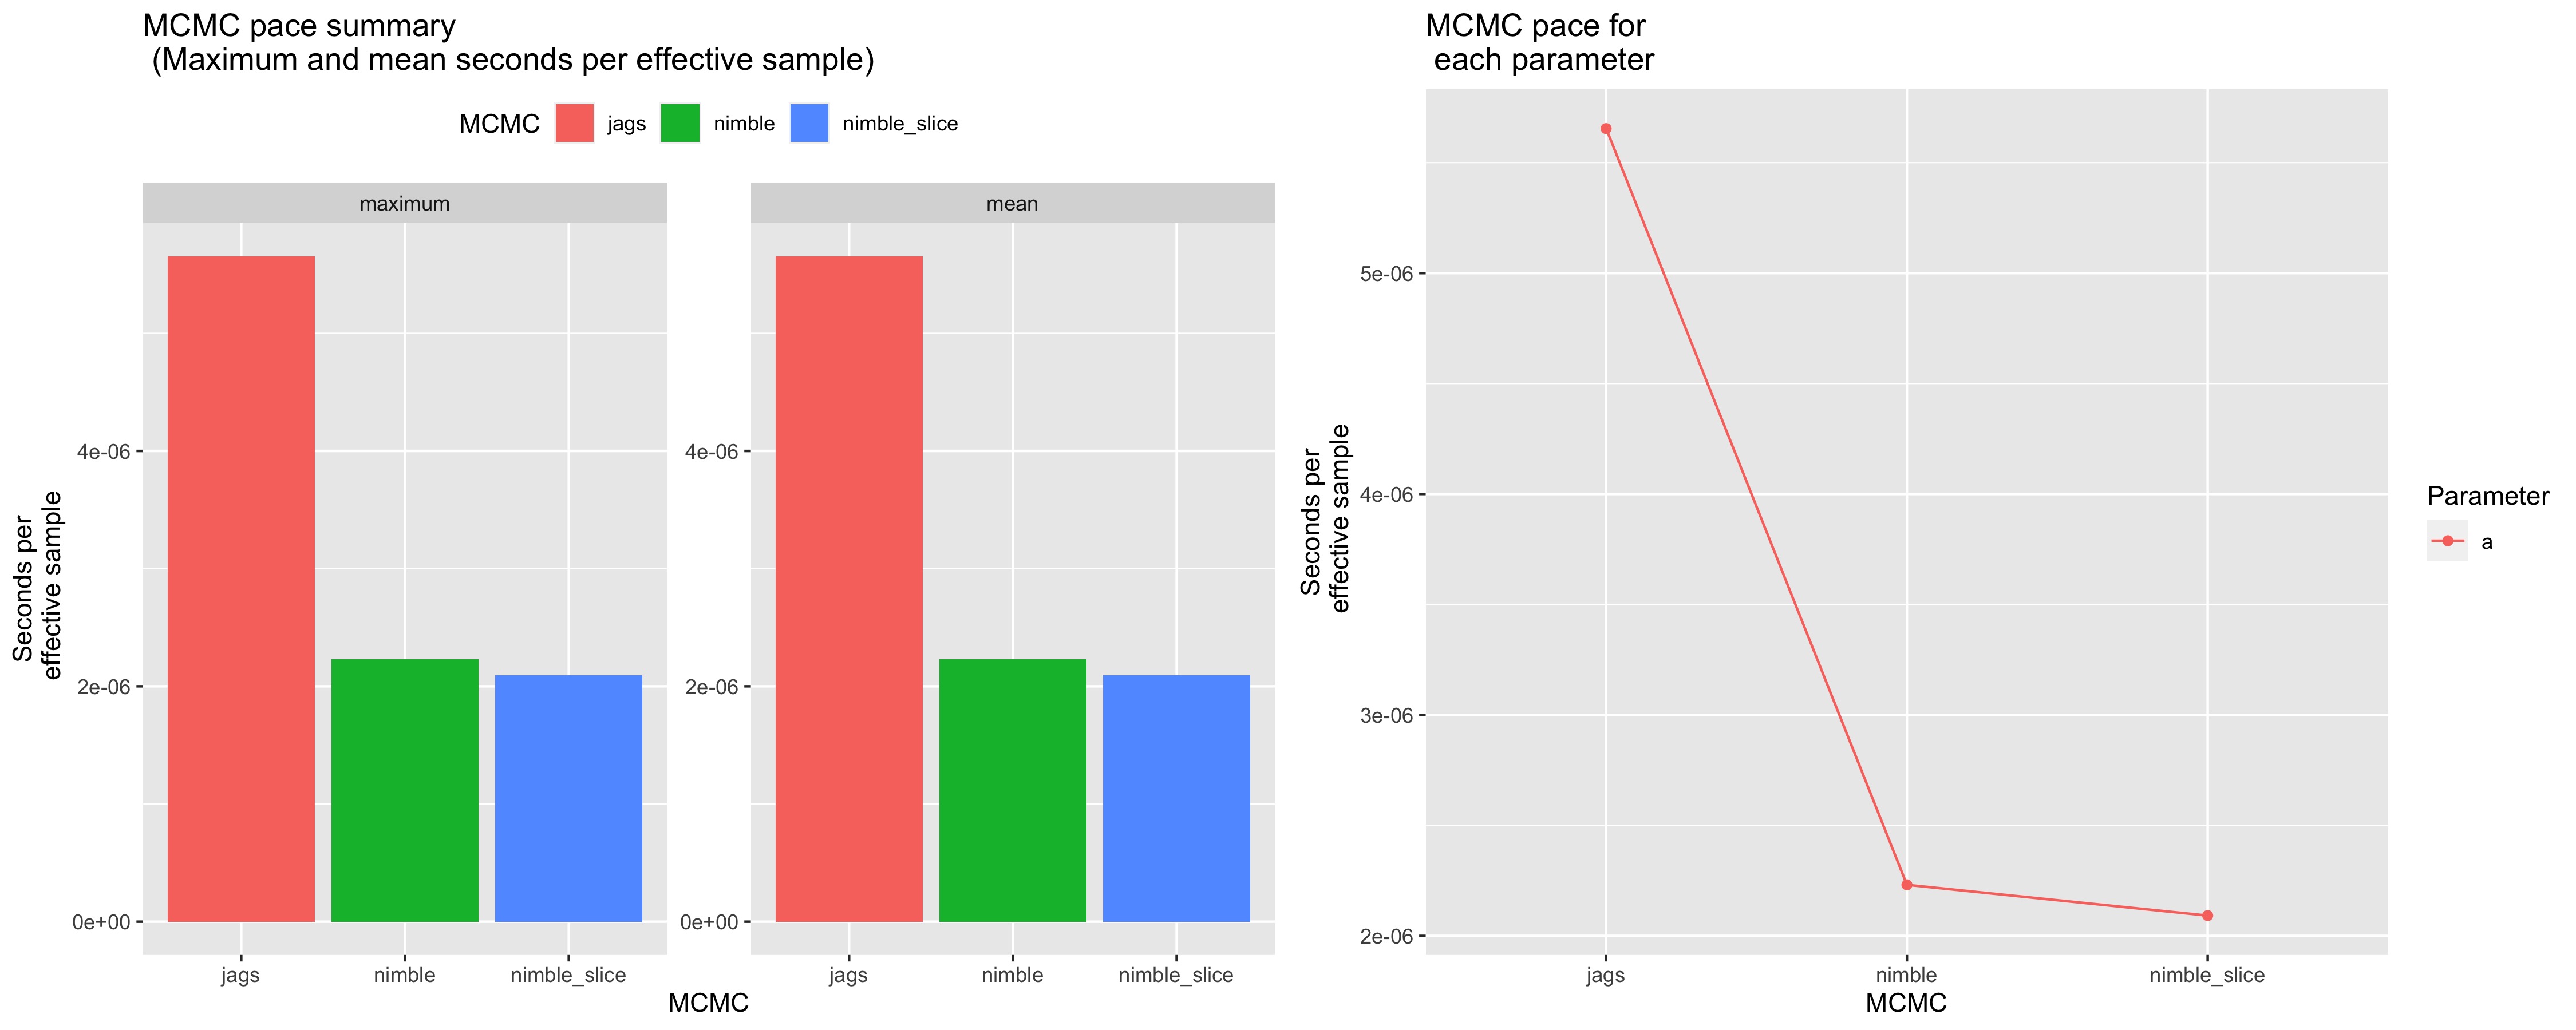 MCMC pace summary
(Maximum and mean seconds per effective sample)
MCMC jags nimble nimble_slice
maximum
mean
Seconds per
effective sample
4e-06
2e-06
0e+00
4e-06
2e-06
0e+00
jags nimble nimble_slice
jags nimble nimble_slice
MCMC
MCMC pace for
each parameter
Seconds per
effective sample
5e-06
4e-06
3e-06
2e-06
jags nimble nimble_slice
MCMC
Parameter
a